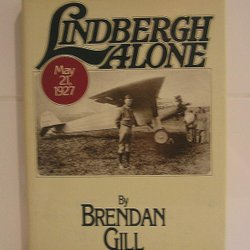 LINDBERGH
ALONE
May
21,
1927
By
BRENDAN
GILL